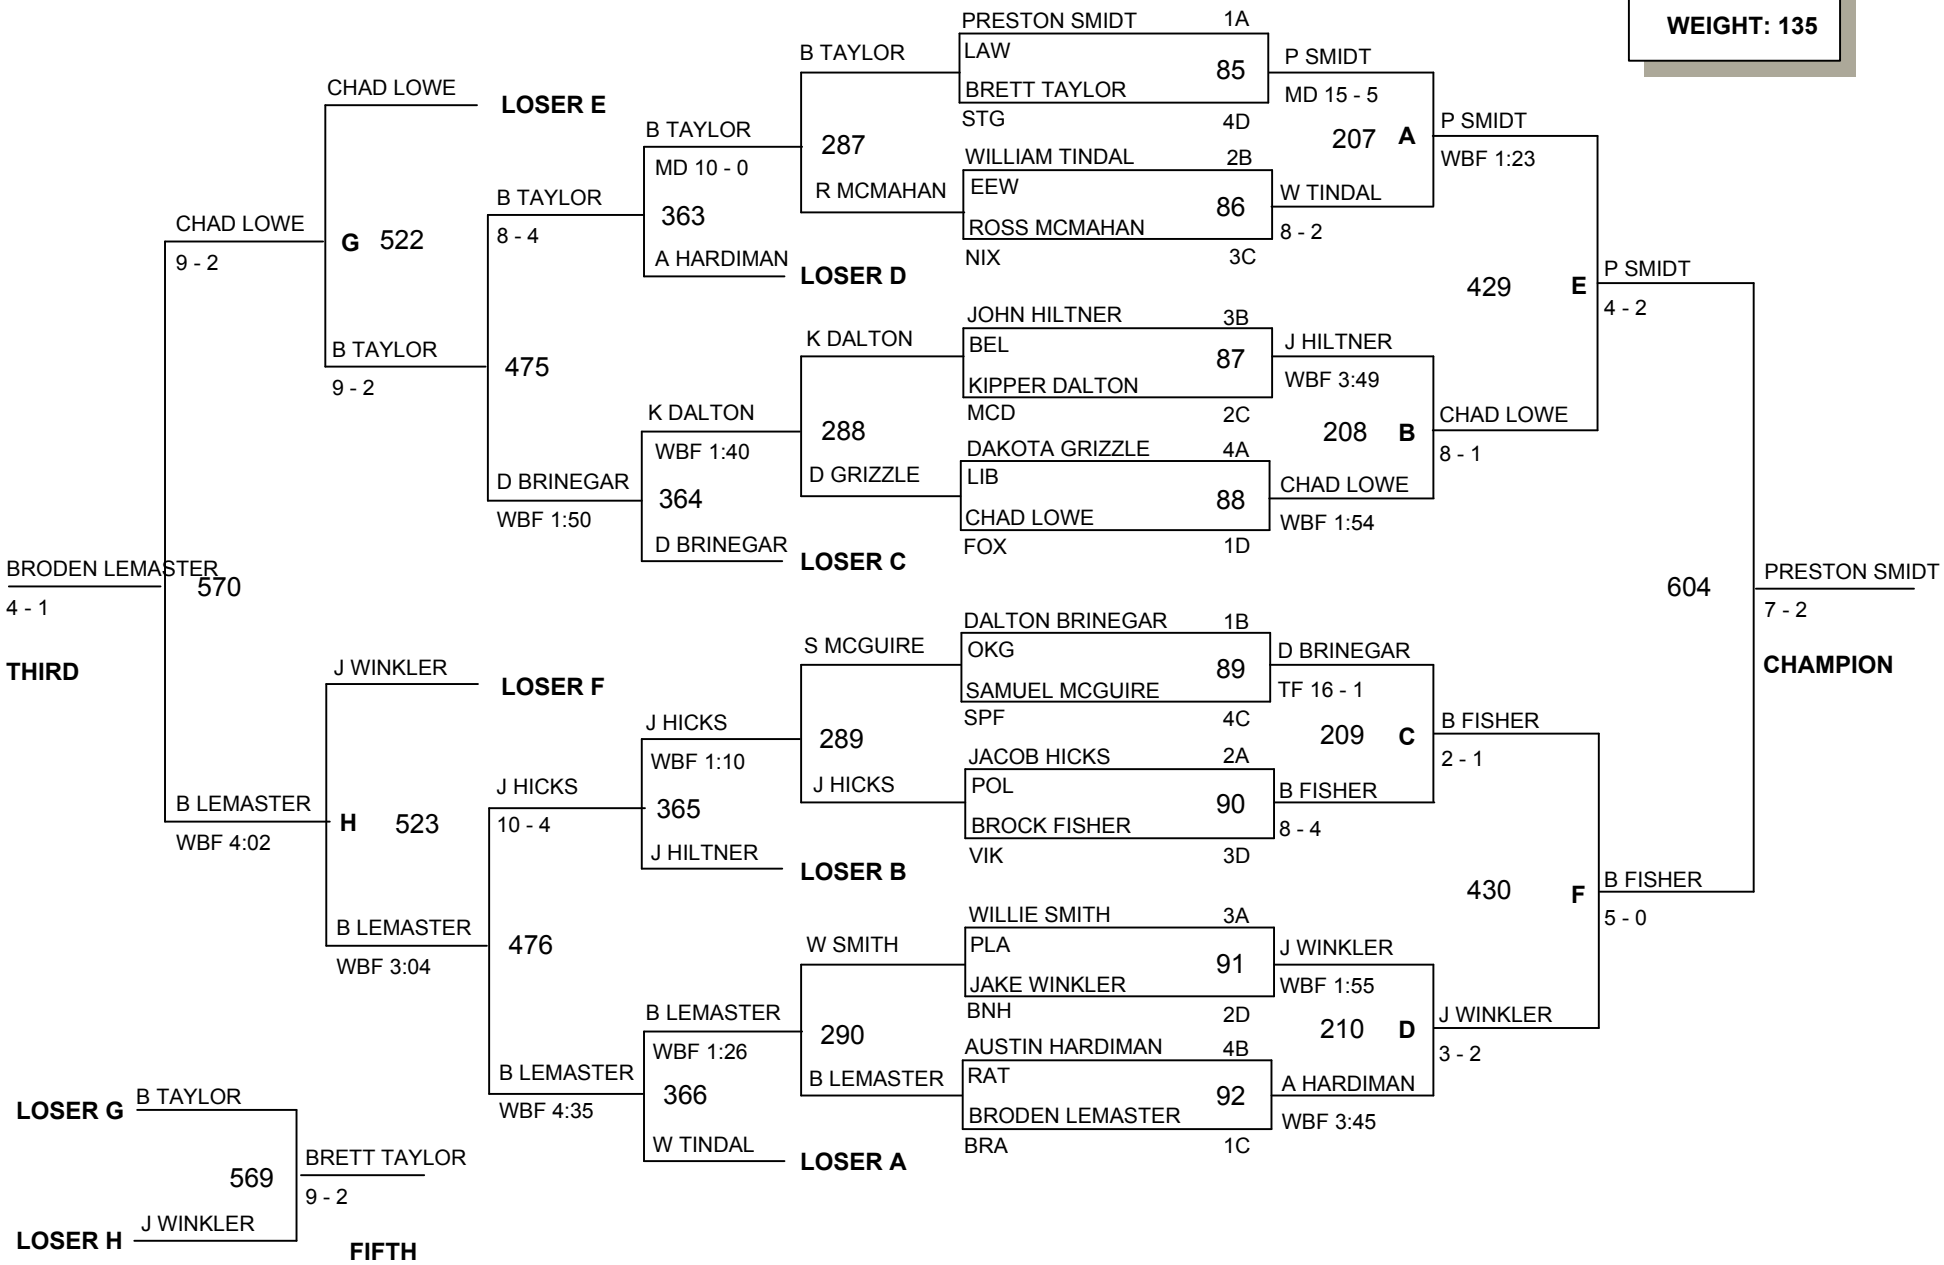 WEIGHT: 135
PRESTON SMIDT 1A
LAW
85
BRETT TAYLOR
STG 4D
WILLIAM TINDAL 2B
EEW
86
ROSS MCMAHAN
NIX 3C
JOHN HILTNER 3B
BEL
87
KIPPER DALTON
MCD 2C
DAKOTA GRIZZLE 4A
LIB
88
CHAD LOWE
FOX 1D
DALTON BRINEGAR 1B
OKG
89
SAMUEL MCGUIRE
SPF 4C
JACOB HICKS 2A
POL
90
BROCK FISHER
VIK 3D
WILLIE SMITH 3A
PLA
91
JAKE WINKLER
BNH 2D
AUSTIN HARDIMAN 4B
RAT
92
BRODEN LEMASTER
BRA 1C
P SMIDT
MD 15 - 5
207 A
W TINDAL
8 - 2
J HILTNER
WBF 3:49
208 B
CHAD LOWE
WBF 1:54
D BRINEGAR
TF 16 - 1
209 C
B FISHER
8 - 4
J WINKLER
WBF 1:55
210 D
A HARDIMAN
WBF 3:45
P SMIDT
WBF 1:23
429 E
CHAD LOWE
8 - 1
B FISHER
2 - 1
430 F
J WINKLER
3 - 2
P SMIDT
4 - 2
604
B FISHER
5 - 0
PRESTON SMIDT
7 - 2
CHAMPION
B TAYLOR
287
R MCMAHAN
K DALTON
288
D GRIZZLE
S MCGUIRE
289
J HICKS
W SMITH
290
B LEMASTER
B TAYLOR
MD 10 - 0
363
A HARDIMAN
LOSER D
K DALTON
WBF 1:40
364
D BRINEGAR
LOSER C
J HICKS
WBF 1:10
365
J HILTNER
LOSER B
B LEMASTER
WBF 1:26
366
W TINDAL
LOSER A
B TAYLOR
8 - 4
475
D BRINEGAR
WBF 1:50
J HICKS
10 - 4
476
B LEMASTER
WBF 4:35
CHAD LOWE
LOSER E
G 522
B TAYLOR
9 - 2
J WINKLER
LOSER F
H 523
B LEMASTER
WBF 3:04
CHAD LOWE
9 - 2
570
B LEMASTER
WBF 4:02
BRODEN LEMASTER
4 - 1
THIRD
LOSER G B TAYLOR
569
LOSER H J WINKLER
BRETT TAYLOR
9 - 2
FIFTH